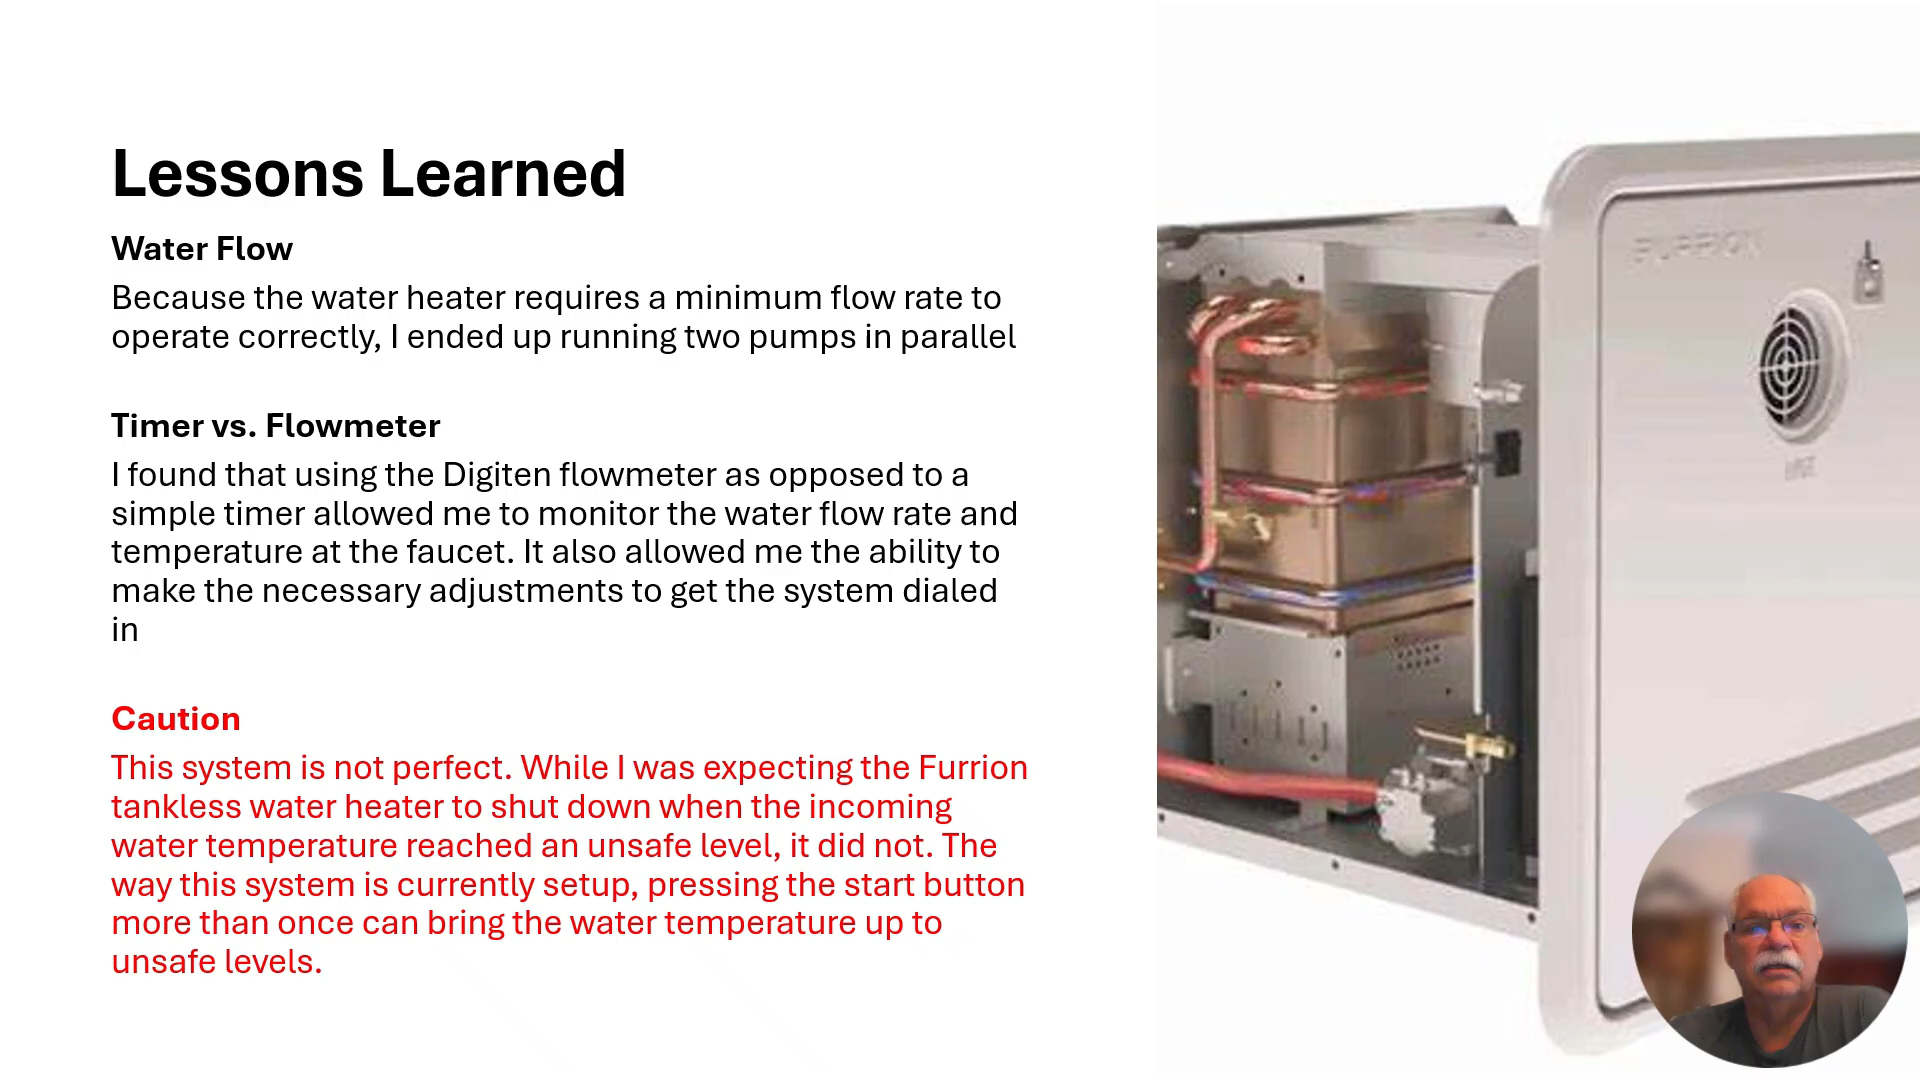 Lessons Learned
Water Flow
Because the water heater requires a minimum flow rate to
operate correctly, I ended up running two pumps in parallel
Timer vs. Flowmeter
I found that using the Digiten flowmeter as opposed to a
simple timer allowed me to monitor the water flow rate and
temperature at the faucet. It also allowed me the ability to
make the necessary adjustments to get the system dialed
in
Caution
This system is not perfect. While I was expecting the Furrion
tankless water heater to shut down when the incoming
water temperature reached an unsafe level, it did not. The
way this system is currently setup, pressing the start button
more than once can bring the water temperature up to
unsafe levels.
FURRION